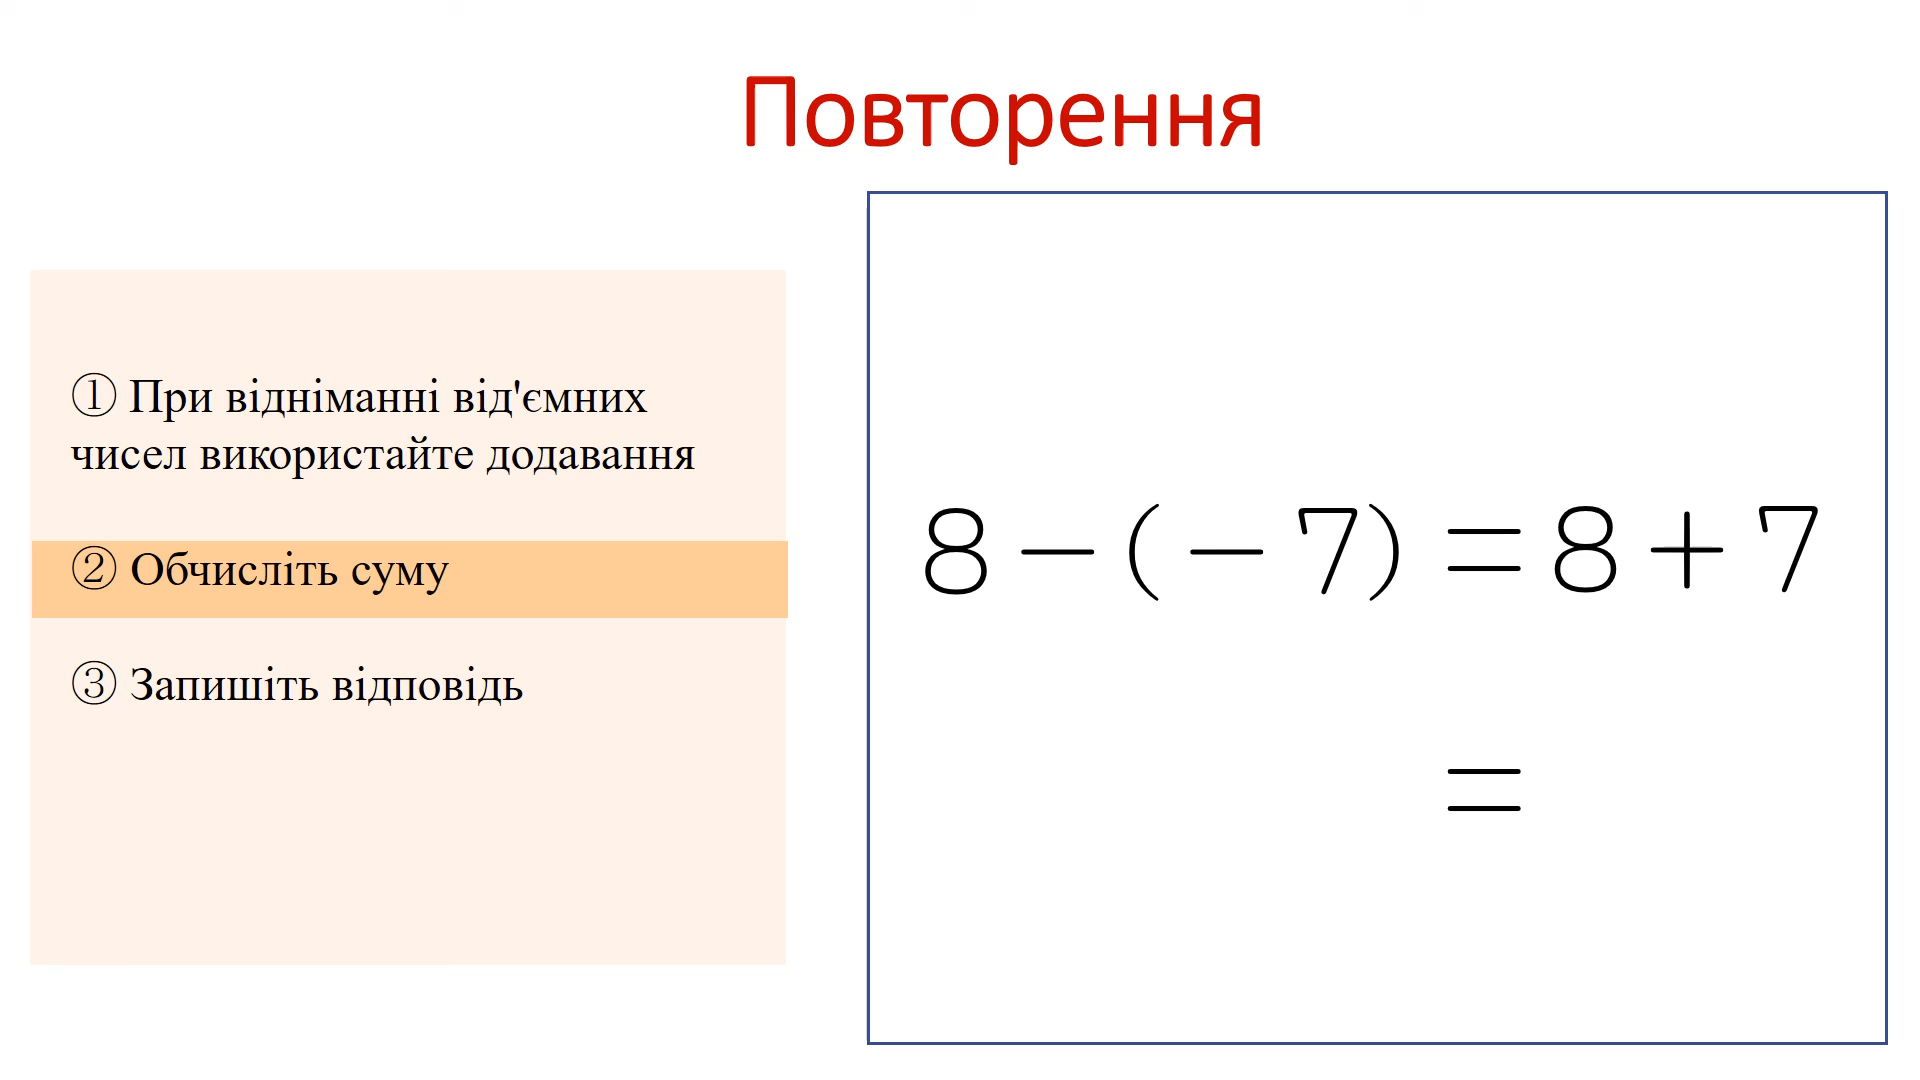 Повторення
① При відніманні від'ємних
чисел використайте додавання
② Обчисліть суму
③ Запишіть відповідь
8－(－7)＝8＋7
＝